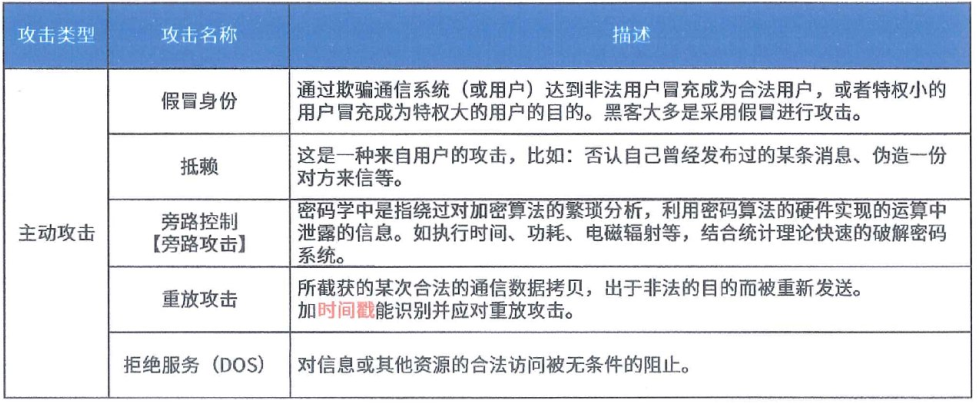 攻击类型 攻击名称 描述
假冒身份 通过欺骗通信系统（或用户）达到非法用户冒充成为合法用户，或者特权小的
用户冒充成为特权大的用户的目的。黑客大多是采用假冒进行攻击。
抵赖 这是一种来自用户的攻击，比如：否认自己曾经发布过的某条消息、伪造一份
对方来信等。
主动攻击
旁路控制
【旁路攻击】
密码学中是指绕过对加密算法的繁琐分析，利用密码算法的硬件实现的运算中
泄露的信息。如执行时间、功耗、电磁辐射等，结合统计理论快速的破解密码
系统。
重放攻击 所截获的某次合法的通信数据拷贝，出于非法的目的而被重新发送。
加时间戳能识别并应对重放攻击。
拒绝服务（DOS） 对信息或其他资源的合法访问被无条件的阻止。